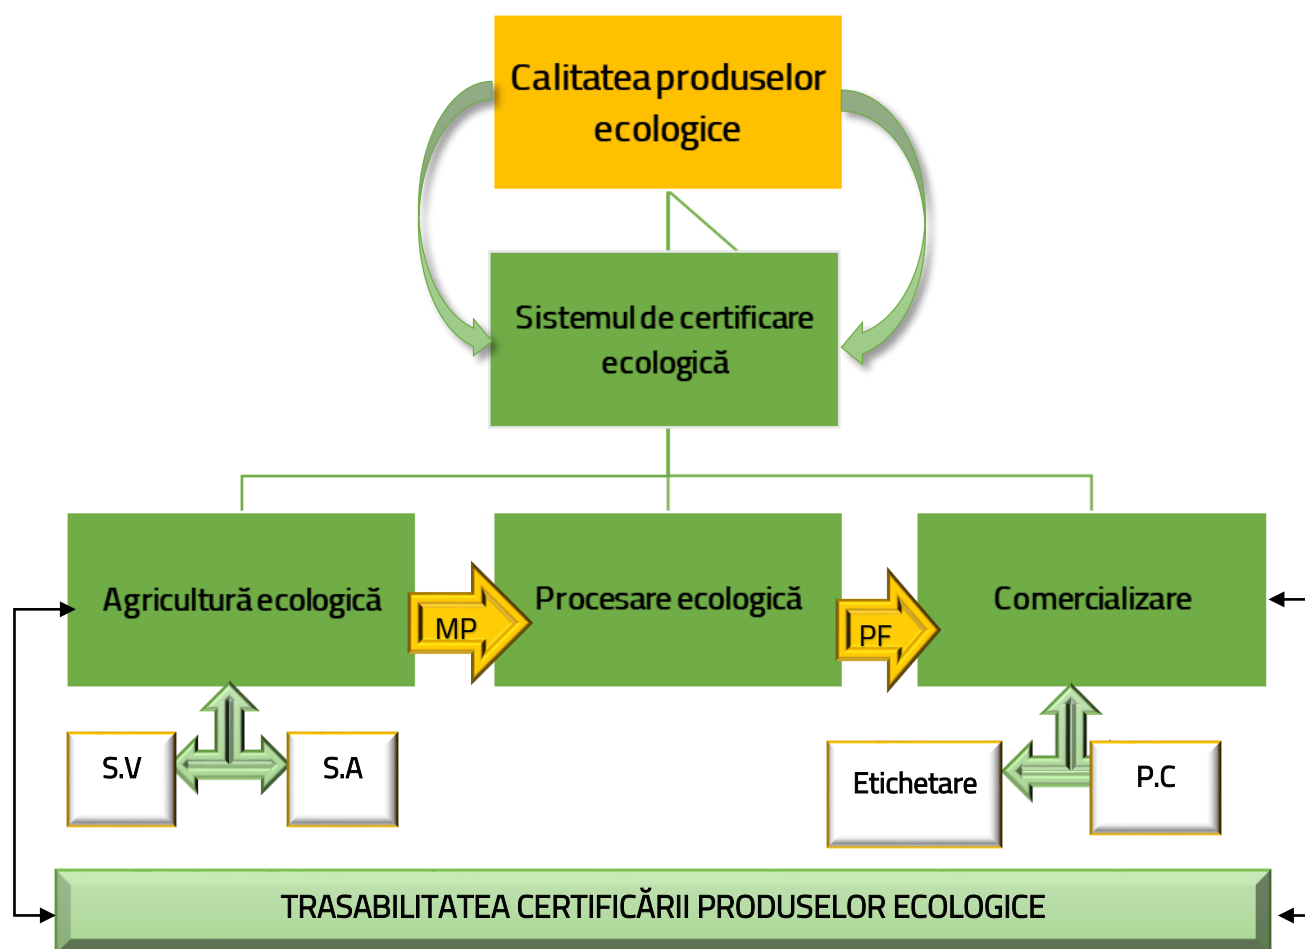 Calitatea produselor
ecologice
Sistemul de certificare
ecologică
Agricultură ecologică
MP
Procesare ecologică
PF
Comercializare
S.V
S.A
Etichetare
P.C
TRASABILITATEA CERTIFICĂRII PRODUSELOR ECOLOGICE